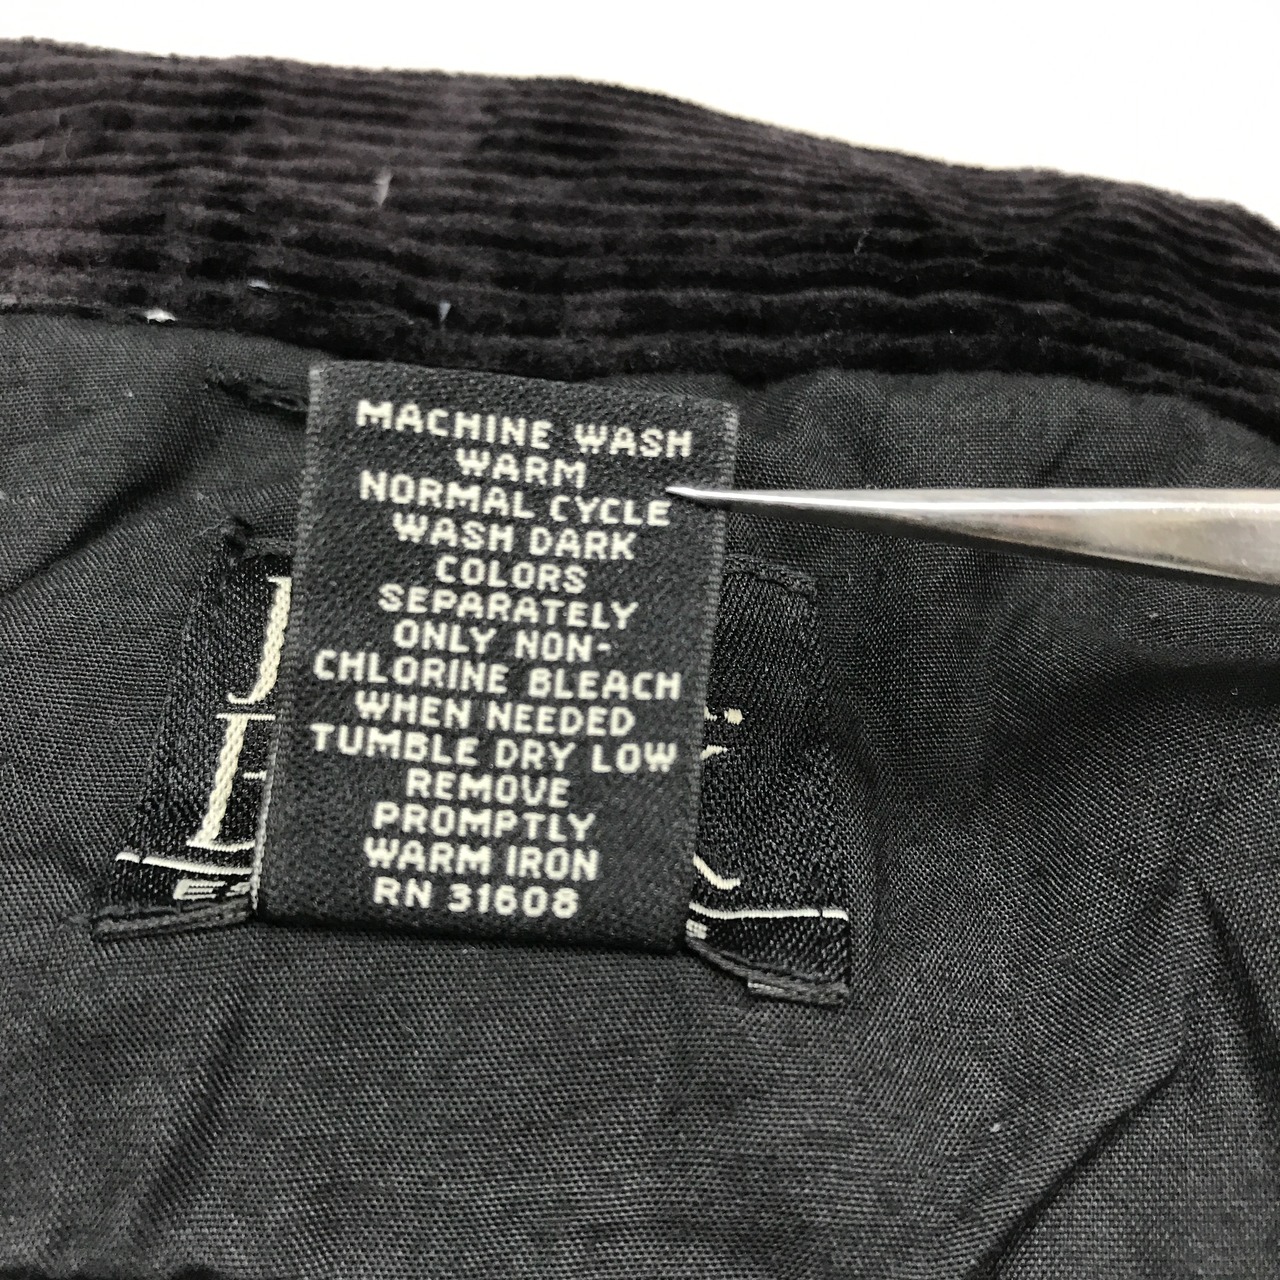 MACHINE WASH
WARM
NORMAL CYCLE
WASH DARK
COLORS
SEPARATELY
ONLY NON-
CHLORINE BLEACH
WHEN NEEDED
TUMBLE DRY LOW
REMOVE
PROMPTLY
WARM IRON
RN 31608